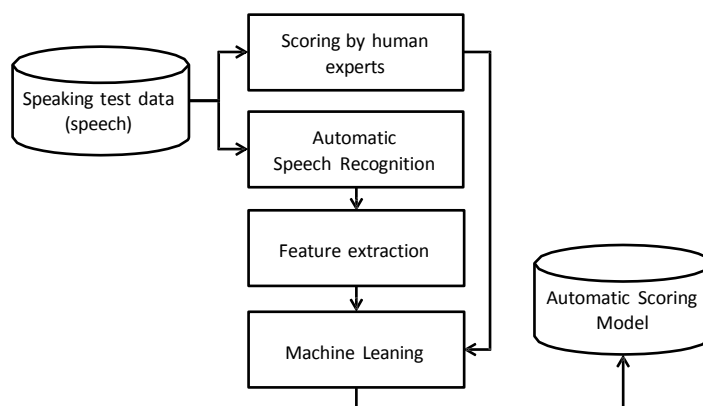 Scoring by human
experts
Speaking test data
(speech)
Automatic
Speech Recognition
Feature extraction
Automatic Scoring
Model
Machine Leaning